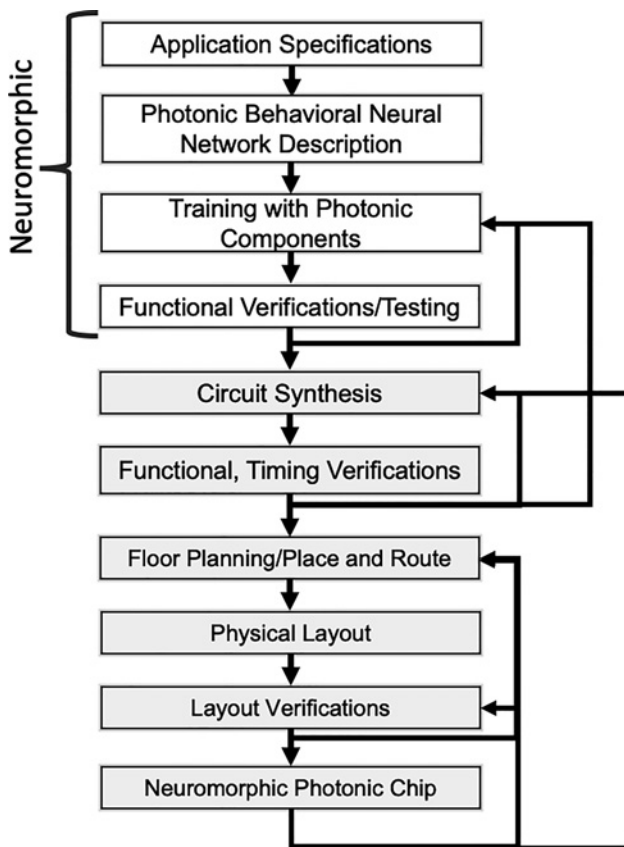 Neuromorphic
Application Specifications
Photonic Behavioral Neural
Network Description
Training with Photonic
Components
Functional Verifications/Testing
Circuit Synthesis
Functional, Timing Verifications
Floor Planning/Place and Route
Physical Layout
Layout Verifications
Neuromorphic Photonic Chip